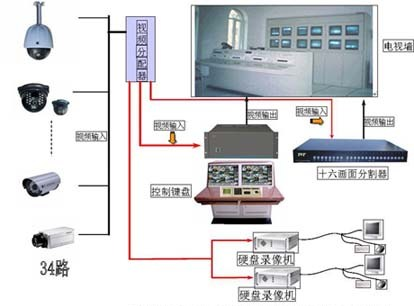 视频分配器
电视墙
视频输入
视频输出
视频输入
视频输出
视频输入
控制键盘
十六画面分割器
34路
硬盘录像机
硬盘录像机